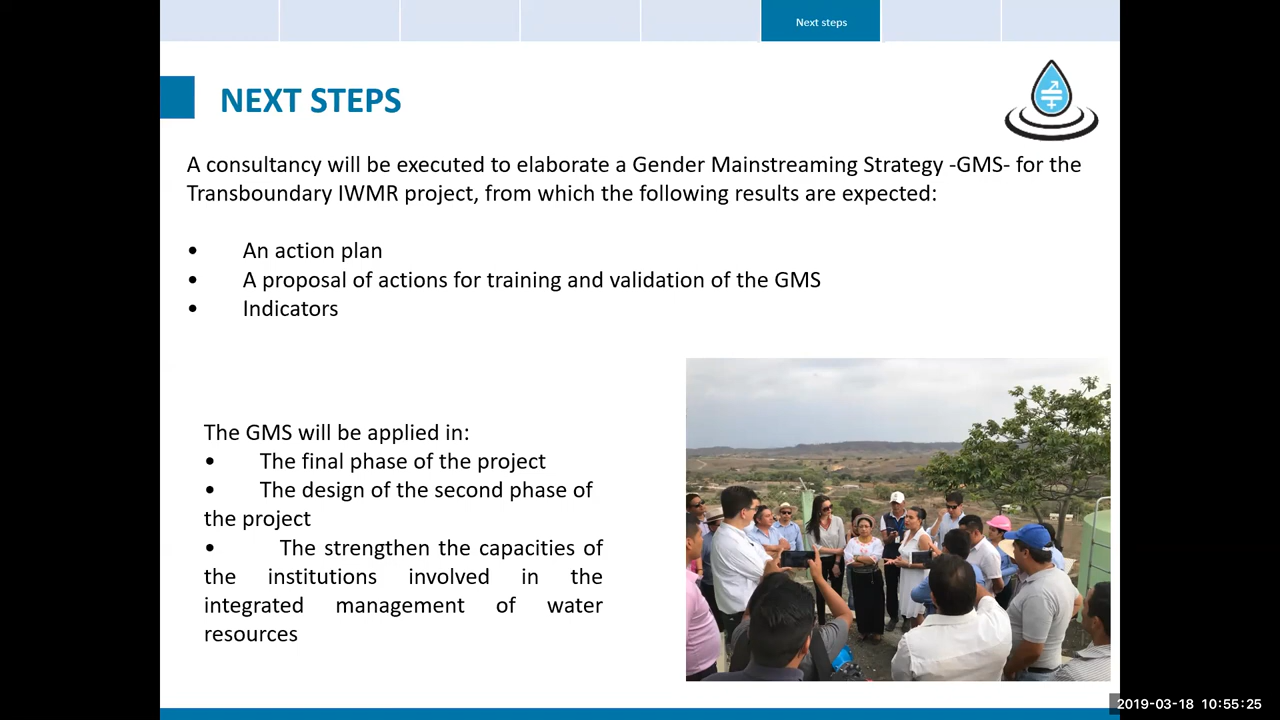 Next steps
NEXT STEPS
A consultancy will be executed to elaborate a Gender Mainstreaming Strategy -GMS- for the
Transboundary IWMR project, from which the following results are expected:
• An action plan
• A proposal of actions for training and validation of the GMS
• Indicators
The GMS will be applied in:
• The final phase of the project
• The design of the second phase of
the project
• The strengthen the capacities of
the institutions involved in the
integrated management of water
resources
2019-03-18 10:55:25